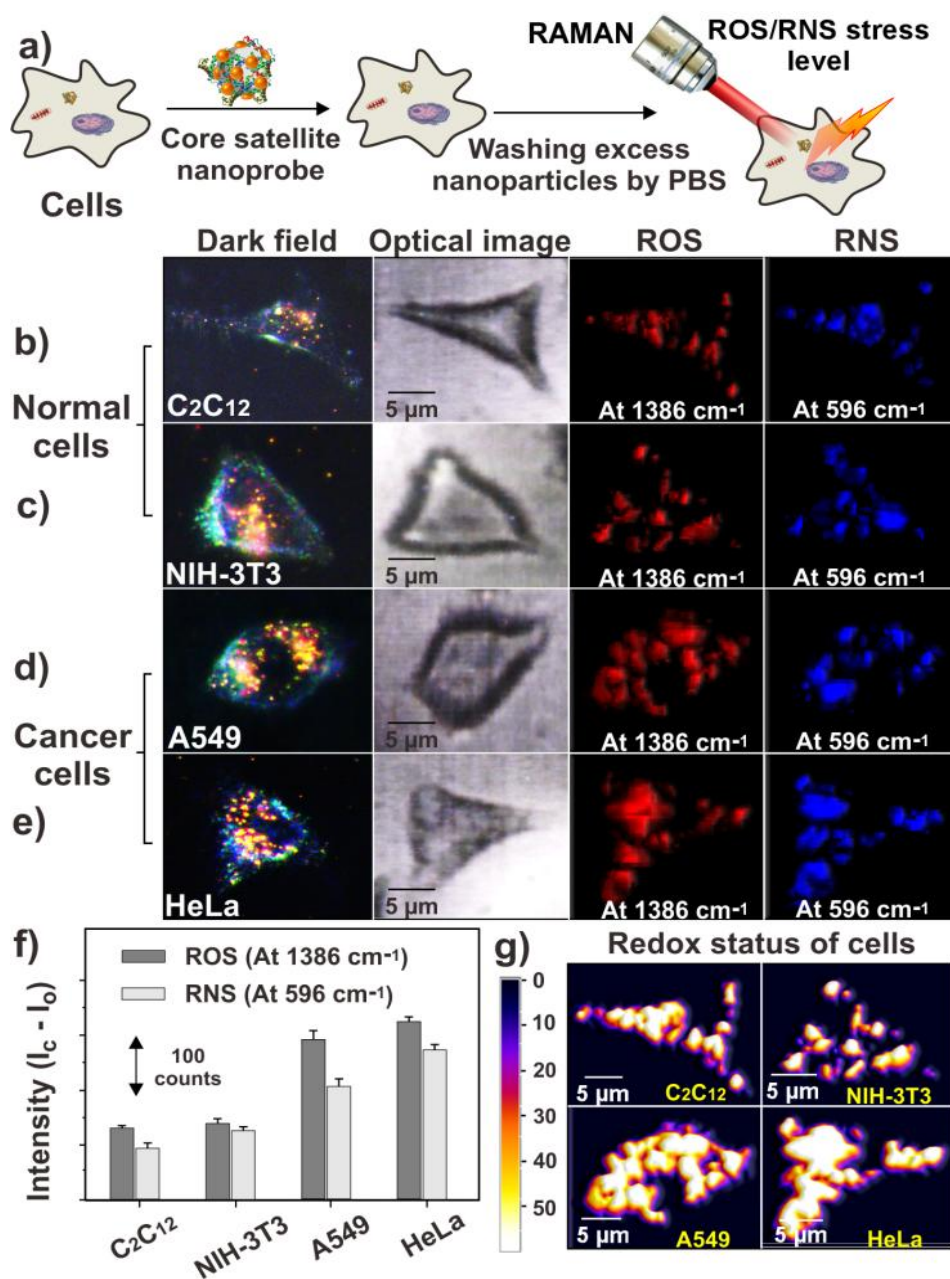 a)
RAMAN
ROS/RNS stress
level
Core satellite
nanoprobe
Washing excess
nanoparticles by PBS
Cells
Dark field
Optical image
ROS
RNS
b)
Normal
cells
c)
C2C12
5 µm
At 1386 cm-1
At 596 cm-1
NIH-3T3
5 µm
At 1386 cm-1
At 596 cm-1
d)
Cancer
cells
e)
A549
5 µm
At 1386 cm-1
At 596 cm-1
HeLa
5 µm
At 1386 cm-1
At 596 cm-1
f)
Intensity (Ic - Io)
ROS (At 1386 cm-1)
RNS (At 596 cm-1)
100
counts
C2C12
NIH-3T3
A549
HeLa
g)
Redox status of cells
0
10
20
30
40
50
5 µm
C2C12
5 µm
NIH-3T3
5 µm
A549
5 µm
HeLa